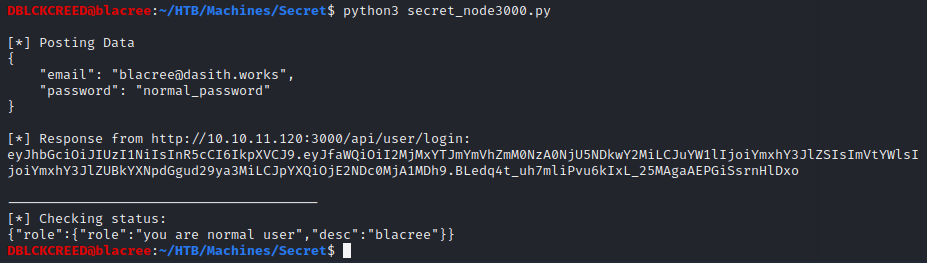 DBLCKCREED@blacree:~/HTB/Machines/Secret$ python3 secret_node3000.py
[*] Posting Data
{
"email": "blacree@dasith.works",
"password": "normal_password"
}
[*] Response from http://10.10.11.120:3000/api/user/login:
eyJhbGciOiJIUzI1NiIsInR5cCI6IkpXVCJ9.eyJfaWQiOiI2MjMxYTJmYmVhZmM0NzA0NjU5NDkwY2MiLCJuYW1lIjoiYmxhY3JlZSIsImVtYWlsI
joiYmxhY3JlZUBkYXNpdGgud29ya3MiLCJpYXQiOjE2NDc0MjA1MDh9.BLedq4t_uh7mliPvu6kIxL_25MAgaAEPGiSsrnHlDxo
----------------------------------------
[*] Checking status:
{"role":{"role":"you are normal user","desc":"blacree"}}
DBLCKCREED@blacree:~/HTB/Machines/Secret$